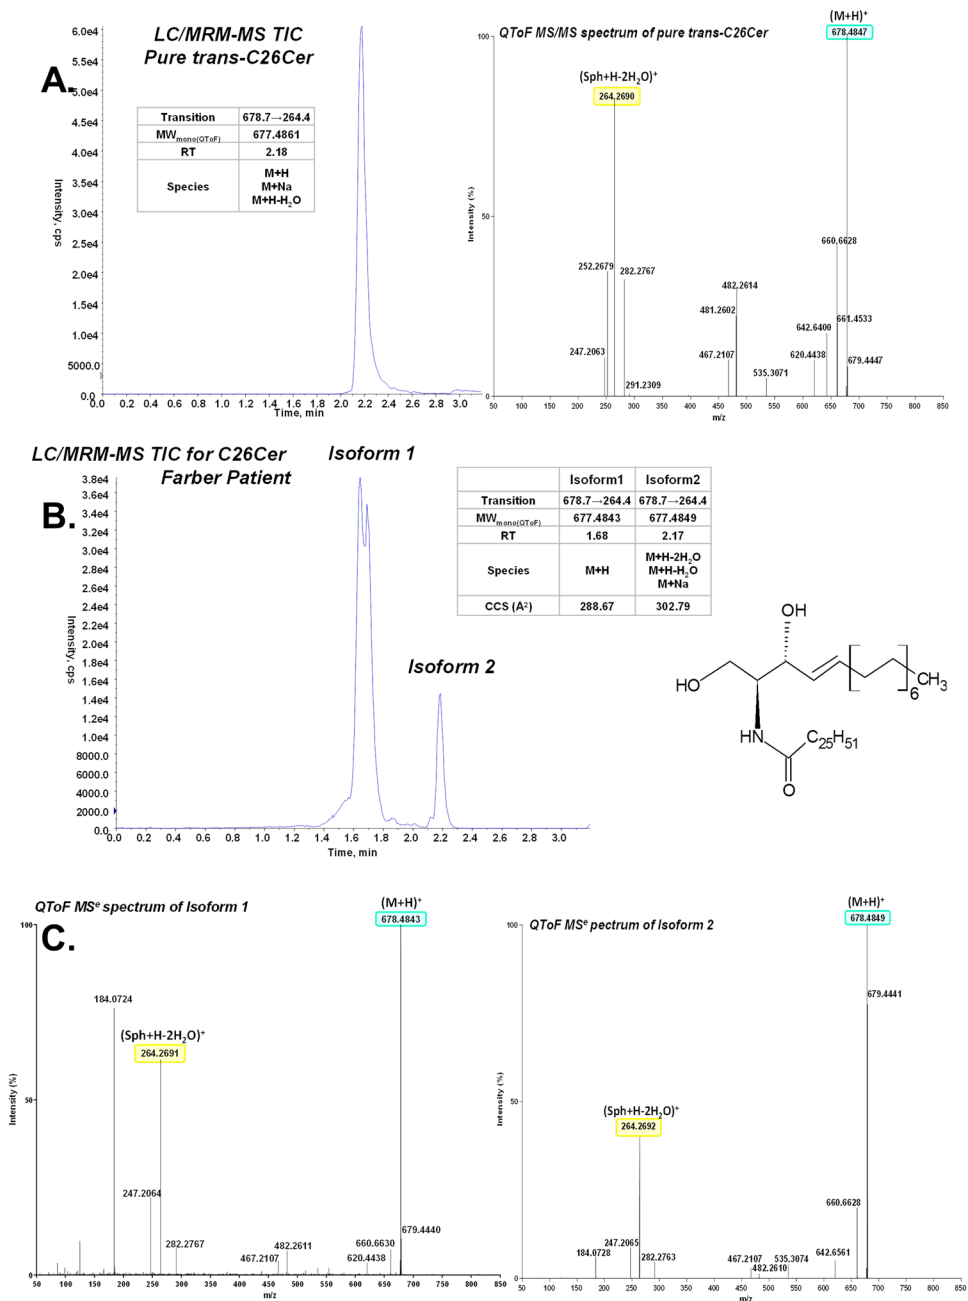 A.
LC/MRM-MS TIC
Pure trans-C26Cer
6.0e4
5.0e4
4.5e4
4.0e4
3.5e4
3.0e4
2.5e4
2.0e4
1.5e4
1.0e4
5000.0
0.0
Intensity, cps
Transition 678.7→264.4
MWmono(QToF) 677.4861
RT 2.18
Species M+H
M+Na
M+H-H2O
0.0 0.2 0.4 0.6 0.8 1.0 1.2 1.4 1.6 1.8 2.0 2.2 2.4 2.6 2.8 3.0
Time, min
QToF MS/MS spectrum of pure trans-C26Cer
(M+H)+
678.4847
(Sph+H-2H2O)+
264.2690
100
50
0
Intensity (%)
252.2679
282.2767
247.2063
291.2309
482.2614
481.2602
467.2107
535.3071
660.6628
661.4533
642.6400
620.4438
679.4447
50 100 150 200 250 300 350 400 450 500 550 600 650 700 750 800 850
m/z
B.
LC/MRM-MS TIC for C26Cer
Farber Patient
Isoform 1
Isoform 2
3.8e4
3.6e4
3.4e4
3.2e4
3.0e4
2.8e4
2.6e4
2.4e4
2.2e4
2.0e4
1.8e4
1.6e4
1.4e4
1.2e4
1.0e4
8000.0
6000.0
4000.0
2000.0
0.0
Intensity, cps
0.0 0.2 0.4 0.6 0.8 1.0 1.2 1.4 1.6 1.8 2.0 2.2 2.4 2.6 2.8 3.0
Time, min
Isoform1 Isoform2
Transition 678.7→264.4 678.7→264.4
MWmono(QToF) 677.4843 677.4849
RT 1.68 2.17
Species M+H M+H-2H2O
M+H-H2O
M+Na
CCS (Å2) 288.67 302.79
OH
HO
6
CH3
HN
C25H51
O
C.
QToF MSe spectrum of Isoform 1
(M+H)+
678.4843
184.0724
(Sph+H-2H2O)+
264.2691
100
50
0
Intensity (%)
247.2064
282.2767
467.2107
482.2611
620.4438
660.6630
679.4440
50 100 150 200 250 300 350 400 450 500 550 600 650 700 750 800 850
m/z
QToF MSe pectrum of Isoform 2
(M+H)+
678.4849
679.4441
(Sph+H-2H2O)+
264.2692
100
50
0
Intensity (%)
184.0728
247.2065
282.2763
467.2107
482.2610
535.3074
642.6561
660.6628
50 100 150 200 250 300 350 400 450 500 550 600 650 700 750 800 850
m/z